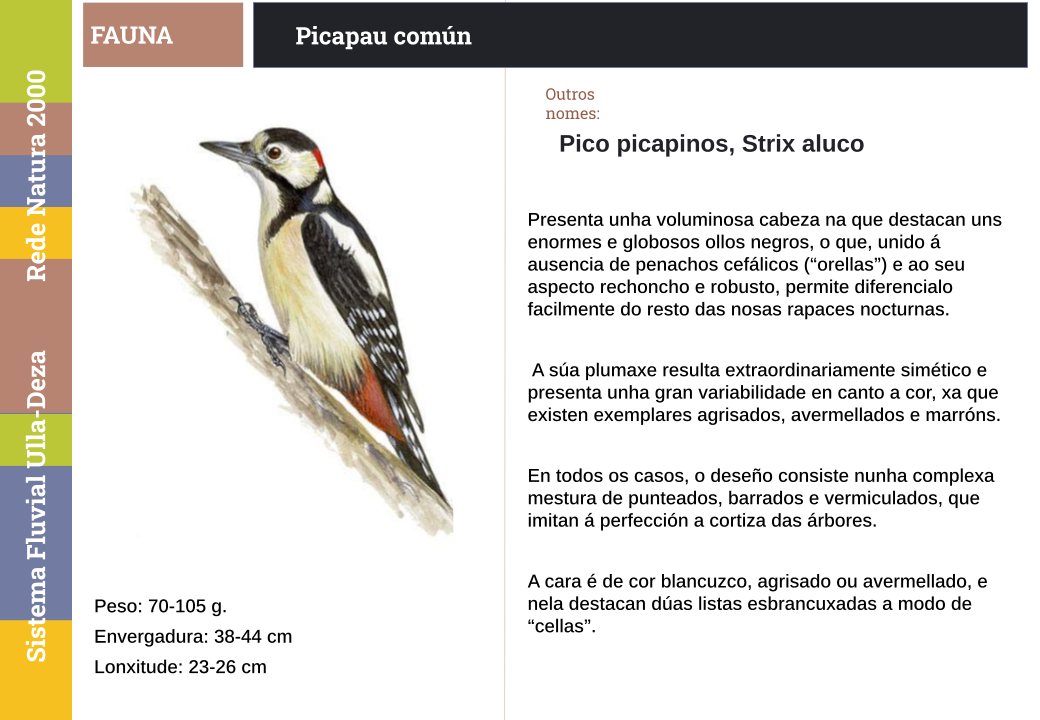 FAUNA
Picapau común
Rede Natura 2000
Sistema Fluvial Ulla-Deza
Outros
nomes:
Pico picapinos, Strix aluco
Presenta unha voluminosa cabeza na que destacan uns
enormes e globosos ollos negros, o que, unido á
ausencia de penachos cefálicos (“orellas”) e ao seu
aspecto rechoncho e robusto, permite diferencialo
facilmente do resto das nosas rapaces nocturnas.
A súa plumaxe resulta extraordinariamente simético e
presenta unha gran variabilidade en canto a cor, xa que
existen exemplares agrisados, avermellados e marróns.
En todos os casos, o deseño consiste nunha complexa
mestura de punteados, barrados e vermiculados, que
imitan á perfección a cortiza das árbores.
A cara é de cor blancuzco, agrisado ou avermellado, e
nela destacan dúas listas esbrancuxadas a modo de
“cellas”.
Peso: 70-105 g.
Envergadura: 38-44 cm
Lonxitude: 23-26 cm